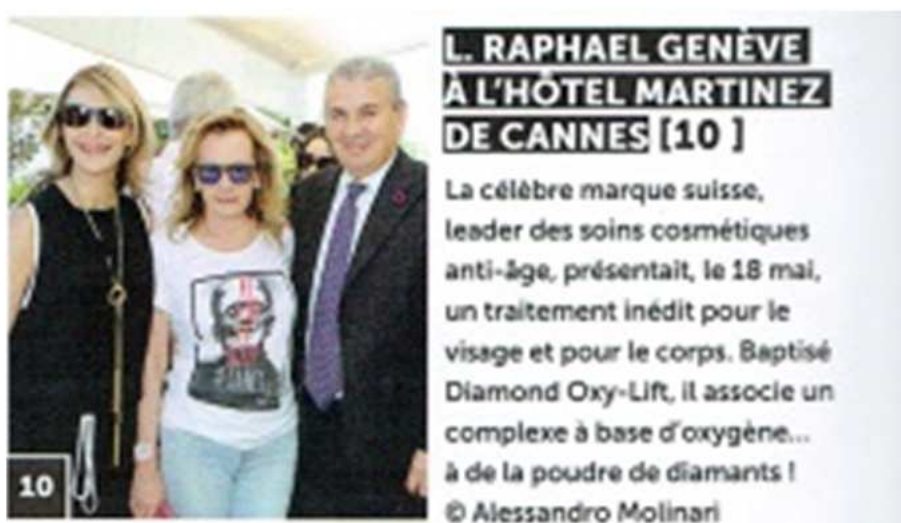 L. RAPHAEL GENÈVE
À L'HÔTEL MARTINEZ
DE CANNES [10 ]
La célèbre marque suisse,
leader des soins cosmétiques
anti-âge, présentait, le 18 mai,
un traitement inédit pour le
visage et pour le corps. Baptisé
Diamond Oxy-Lift, il associe un
complexe à base d'oxygène...
à de la poudre de diamants !
© Alessandro Molinari
10